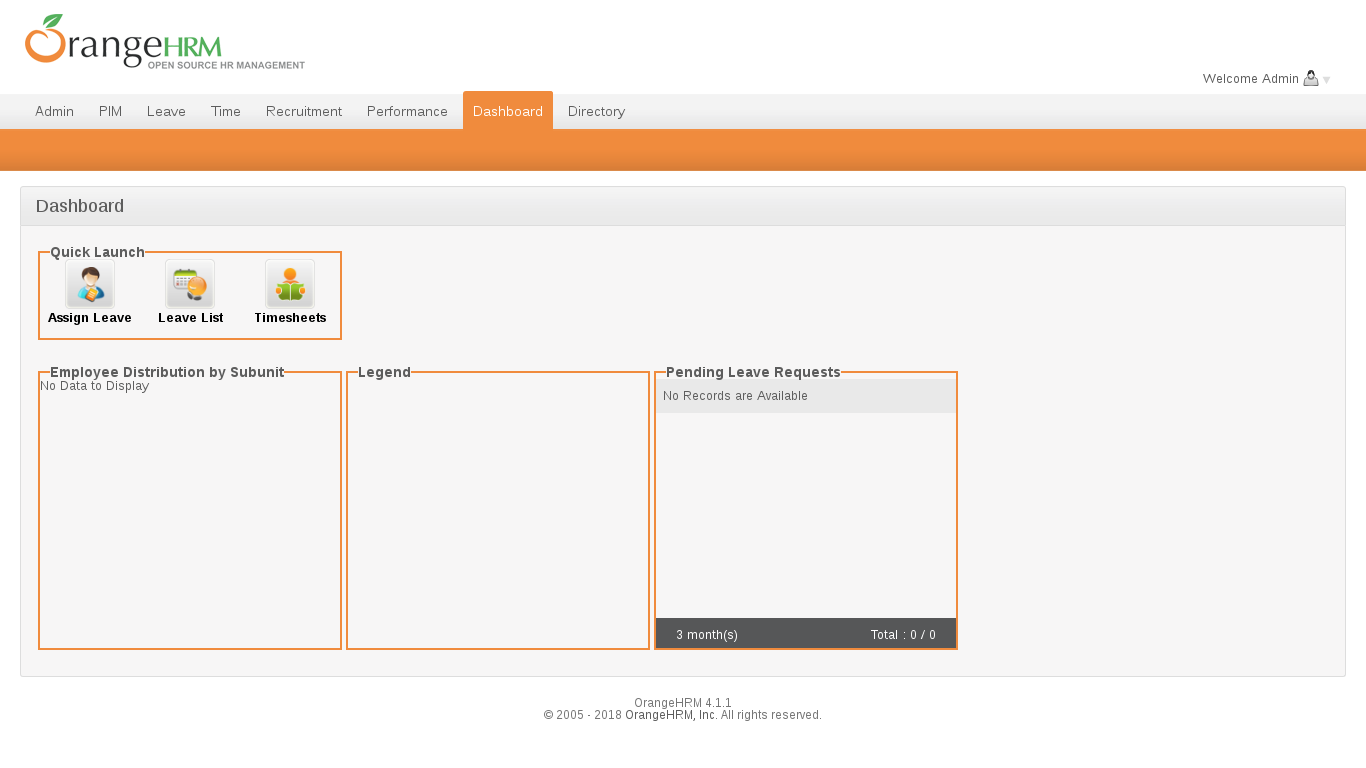 OrangeHRM
OPEN SOURCE HR MANAGEMENT
Welcome Admin
Admin PIM Leave Time Recruitment Performance Dashboard Directory
Dashboard
Quick Launch
Assign Leave Leave List Timesheets
Employee Distribution by Subunit
No Data to Display
Legend
Pending Leave Requests
No Records are Available
3 month(s) Total : 0 / 0
OrangeHRM 4.1.1
© 2005 - 2018 OrangeHRM, Inc. All rights reserved.